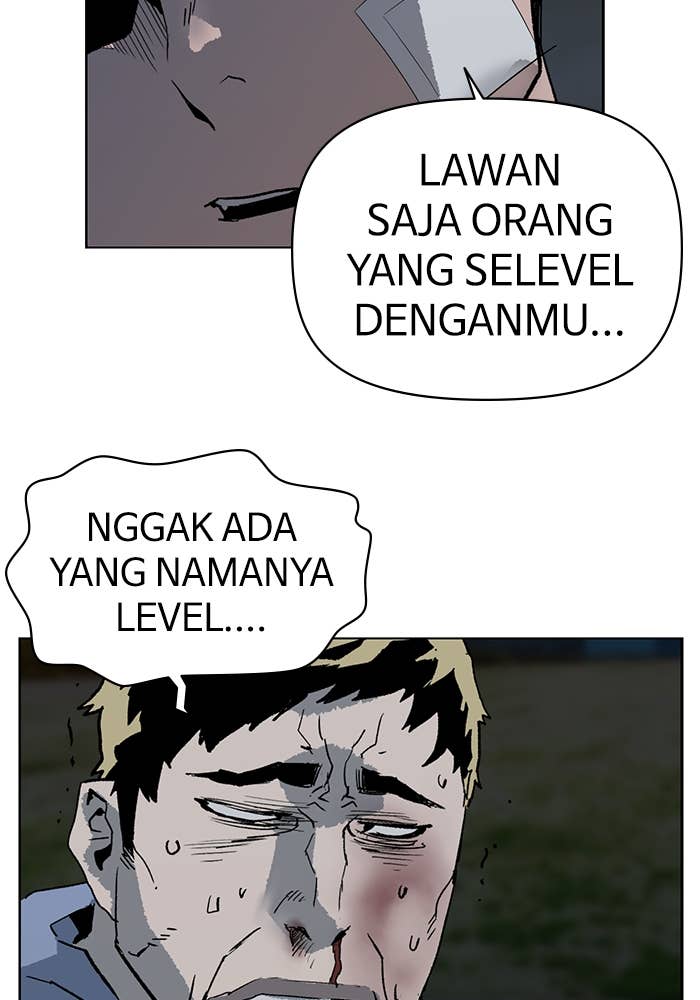 LAWAN
SAJA ORANG
YANG SELEVEL
DENGANMU...
NGGAK ADA
YANG NAMANYA
LEVEL....